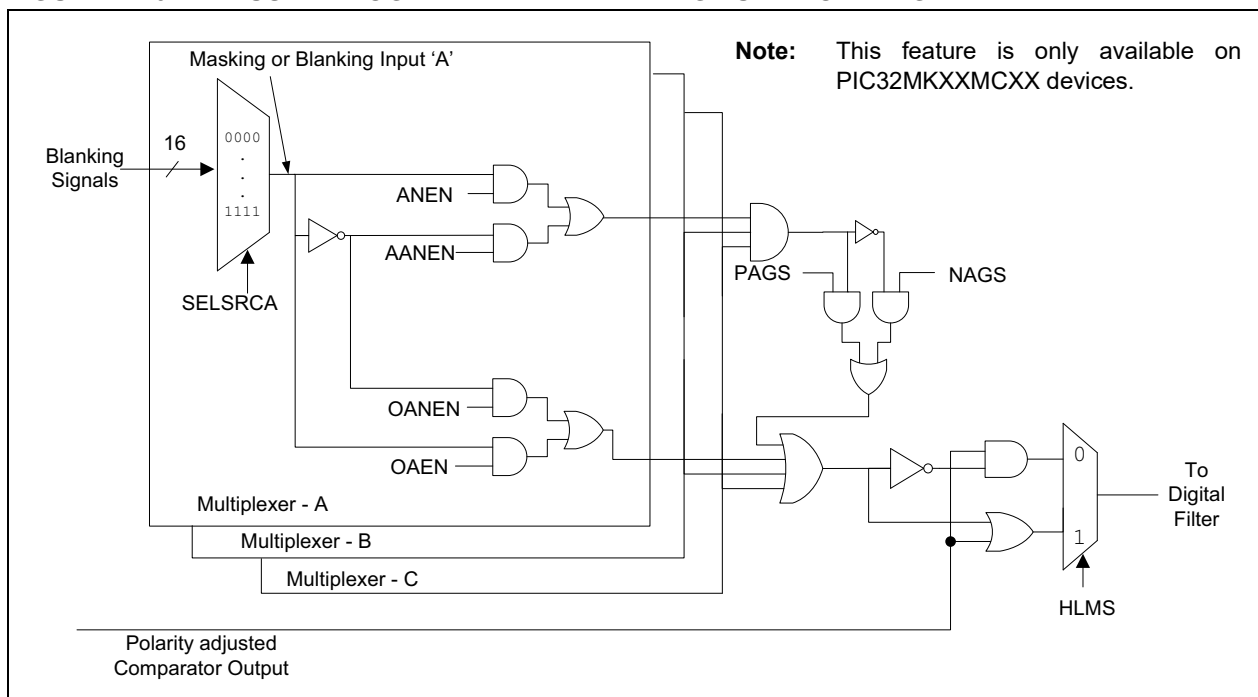 Note: This feature is only available on
PIC32MKXXMCXX devices.
Masking or Blanking Input ‘A’
16
Blanking
Signals
0000
.
.
.
1111
SELSRCA
ANEN
AANEN
OANEN
OAEN
Multiplexer - A
Multiplexer - B
Multiplexer - C
PAGS
NAGS
0
1
HLMS
To
Digital
Filter
Polarity adjusted
Comparator Output